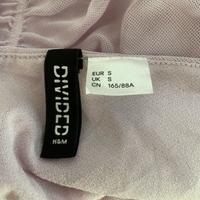 DIVIDED
H&M
EUR S
UK S
CN 165/88A